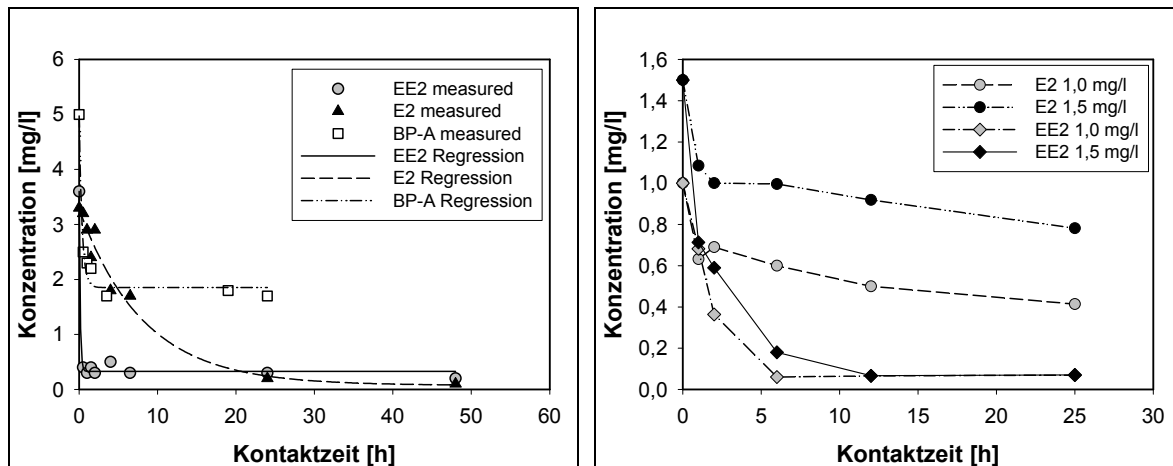 Konzentration [mg/l]
6
5
4
3
2
1
0
0 10 20 30 40 50 60
Kontaktzeit [h]
EE2 measured
E2 measured
BP-A measured
EE2 Regression
E2 Regression
BP-A Regression
Konzentration [mg/l]
1,6
1,4
1,2
1,0
0,8
0,6
0,4
0,2
0,0
0 5 10 15 20 25
Kontaktzeit [h]
E2 1,0 mg/l
E2 1,5 mg/l
EE2 1,0 mg/l
EE2 1,5 mg/l